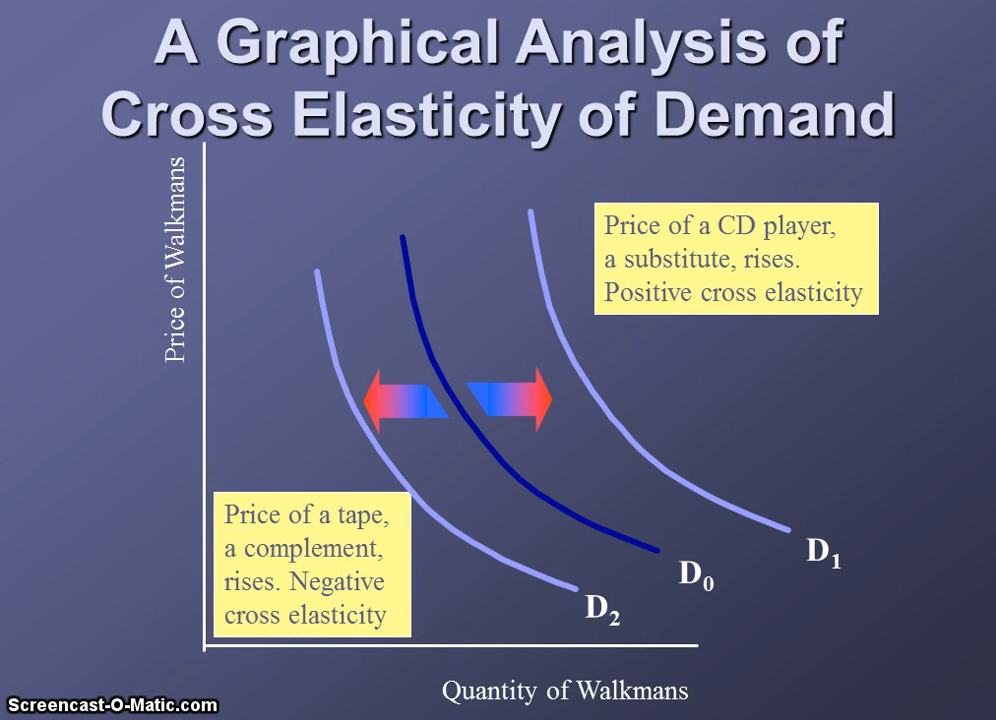 A Graphical Analysis of
Cross Elasticity of Demand
Price of Walkmans
Price of a CD player,
a substitute, rises.
Positive cross elasticity
Price of a tape,
a complement,
rises. Negative
cross elasticity
D1
D0
D2
Quantity of Walkmans
Screencast-O-Matic.com